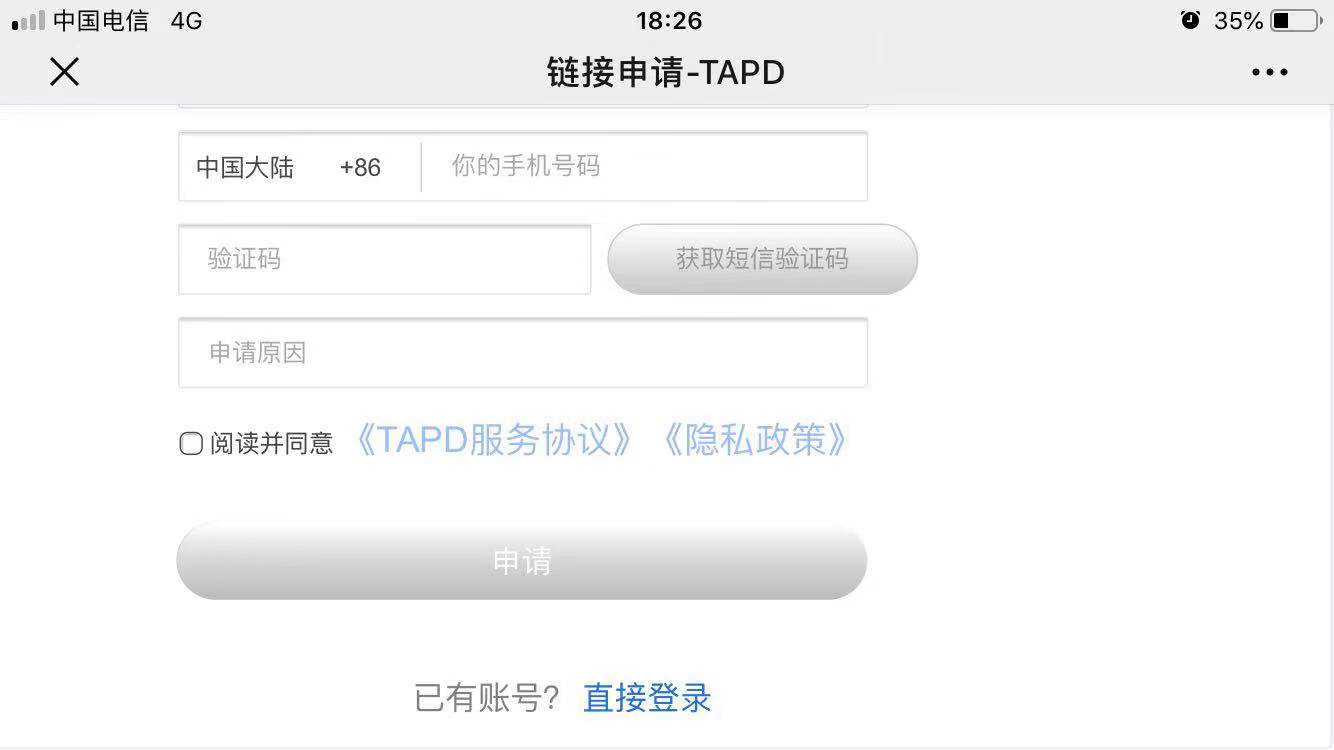 中国电信 4G 18:26 35%
链接申请-TAPD
中国大陆 +86 你的手机号码
验证码 获取短信验证码
申请原因
阅读并同意 《TAPD服务协议》 《隐私政策》
申请
已有账号? 直接登录